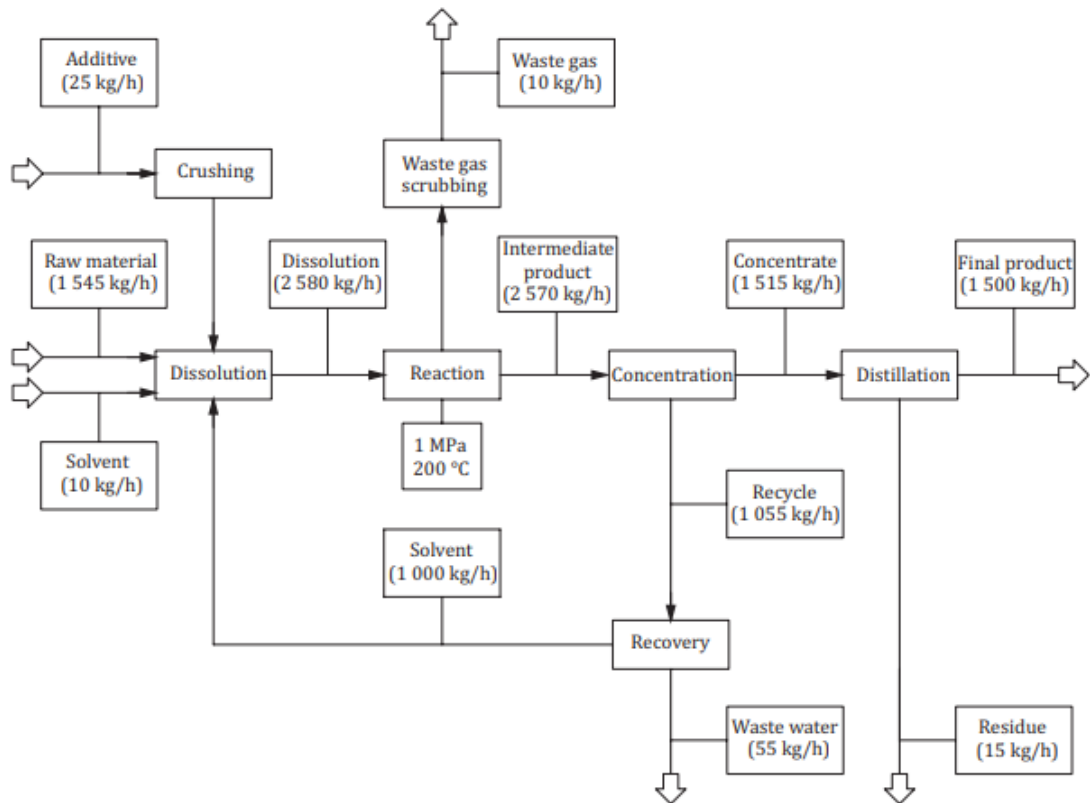 Additive
(25 kg/h)
Waste gas
(10 kg/h)
Crushing
Waste gas
scrubbing
Raw material
(1 545 kg/h)
Dissolution
(2 580 kg/h)
Intermediate
product
(2 570 kg/h)
Concentrate
(1 515 kg/h)
Final product
(1 500 kg/h)
Dissolution
Reaction
Concentration
Distillation
Solvent
(10 kg/h)
1 MPa
200 °C
Recycle
(1 055 kg/h)
Solvent
(1 000 kg/h)
Recovery
Waste water
(55 kg/h)
Residue
(15 kg/h)